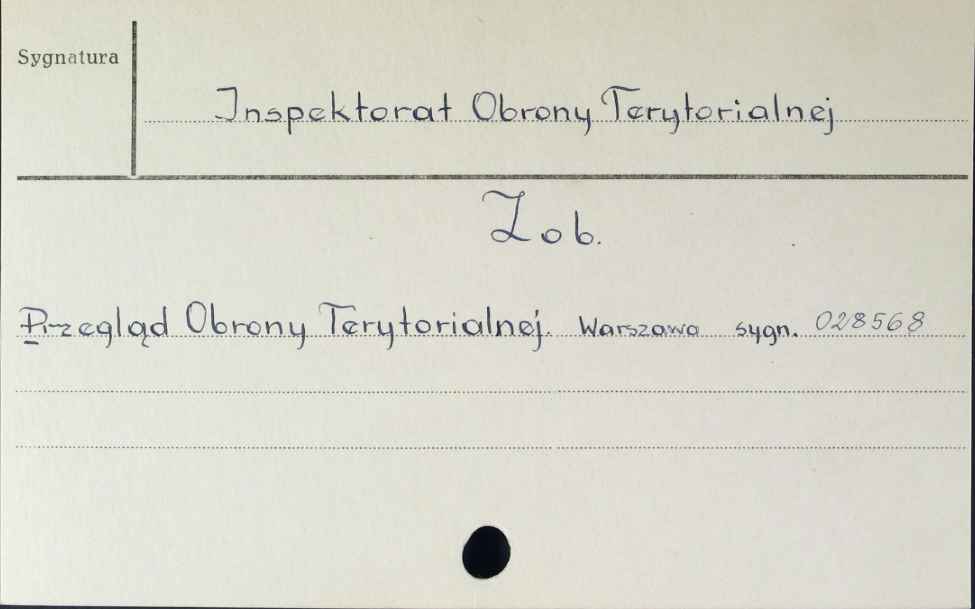 Sygnatura
Inspektorat Obrony Terytorialnej
Zob.
Przegląd Obrony Terytorialnej. Warszawa sygn. 028568